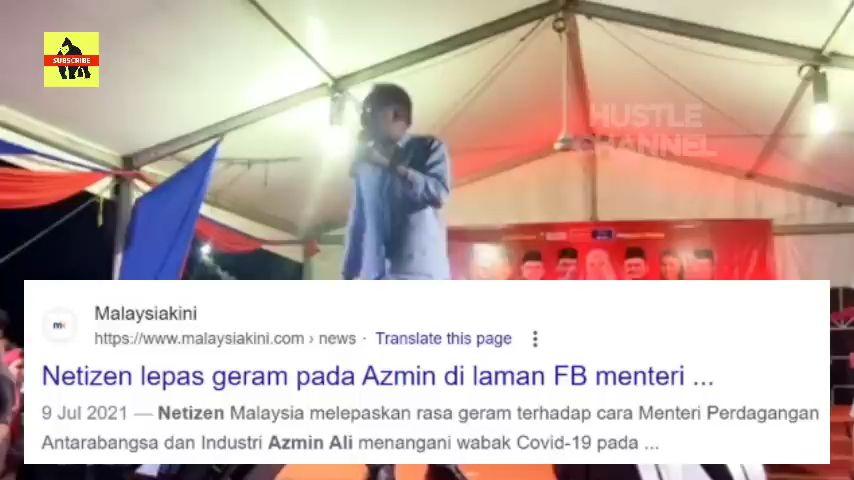 SUBSCRIBE
HUSTLE
CHANNEL
Malaysiakini
mk
https://www.malaysiakini.com › news · Translate this page
Netizen lepas geram pada Azmin di laman FB menteri ...
9 Jul 2021 — Netizen Malaysia melepaskan rasa geram terhadap cara Menteri Perdagangan
Antarabangsa dan Industri Azmin Ali menangani wabak Covid-19 pada ...